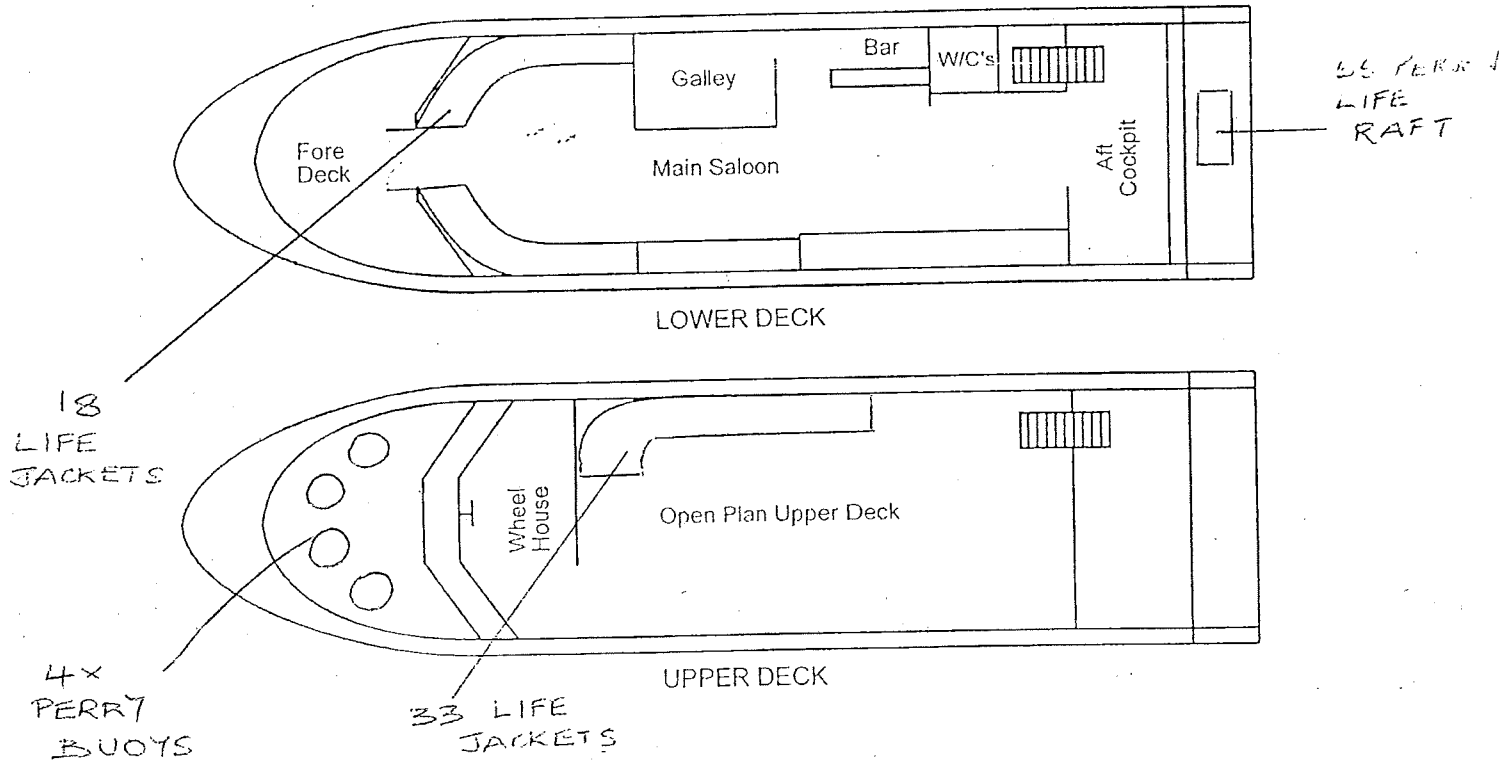 Bar
W/C's
Galley
Fore
Deck
Main Saloon
Aft
Cockpit
LIFE
RAFT
LOWER DECK
18
LIFE
JACKETS
Wheel
House
Open Plan Upper Deck
UPPER DECK
4×
PERRY
BUOYS
33 LIFE
JACKETS